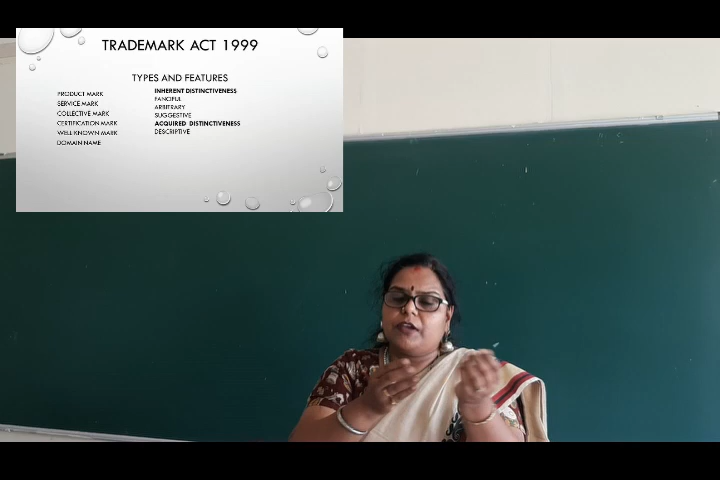 TRADEMARK ACT 1999
TYPES AND FEATURES
PRODUCT MARK
SERVICE MARK
COLLECTIVE MARK
CERTIFICATION MARK
WELL KNOWN MARK
DOMAIN NAME
INHERENT DISTINCTIVENESS
FANCIFUL
ARBITRARY
SUGGESTIVE
ACQUIRED DISTINCTIVENESS
DESCRIPTIVE